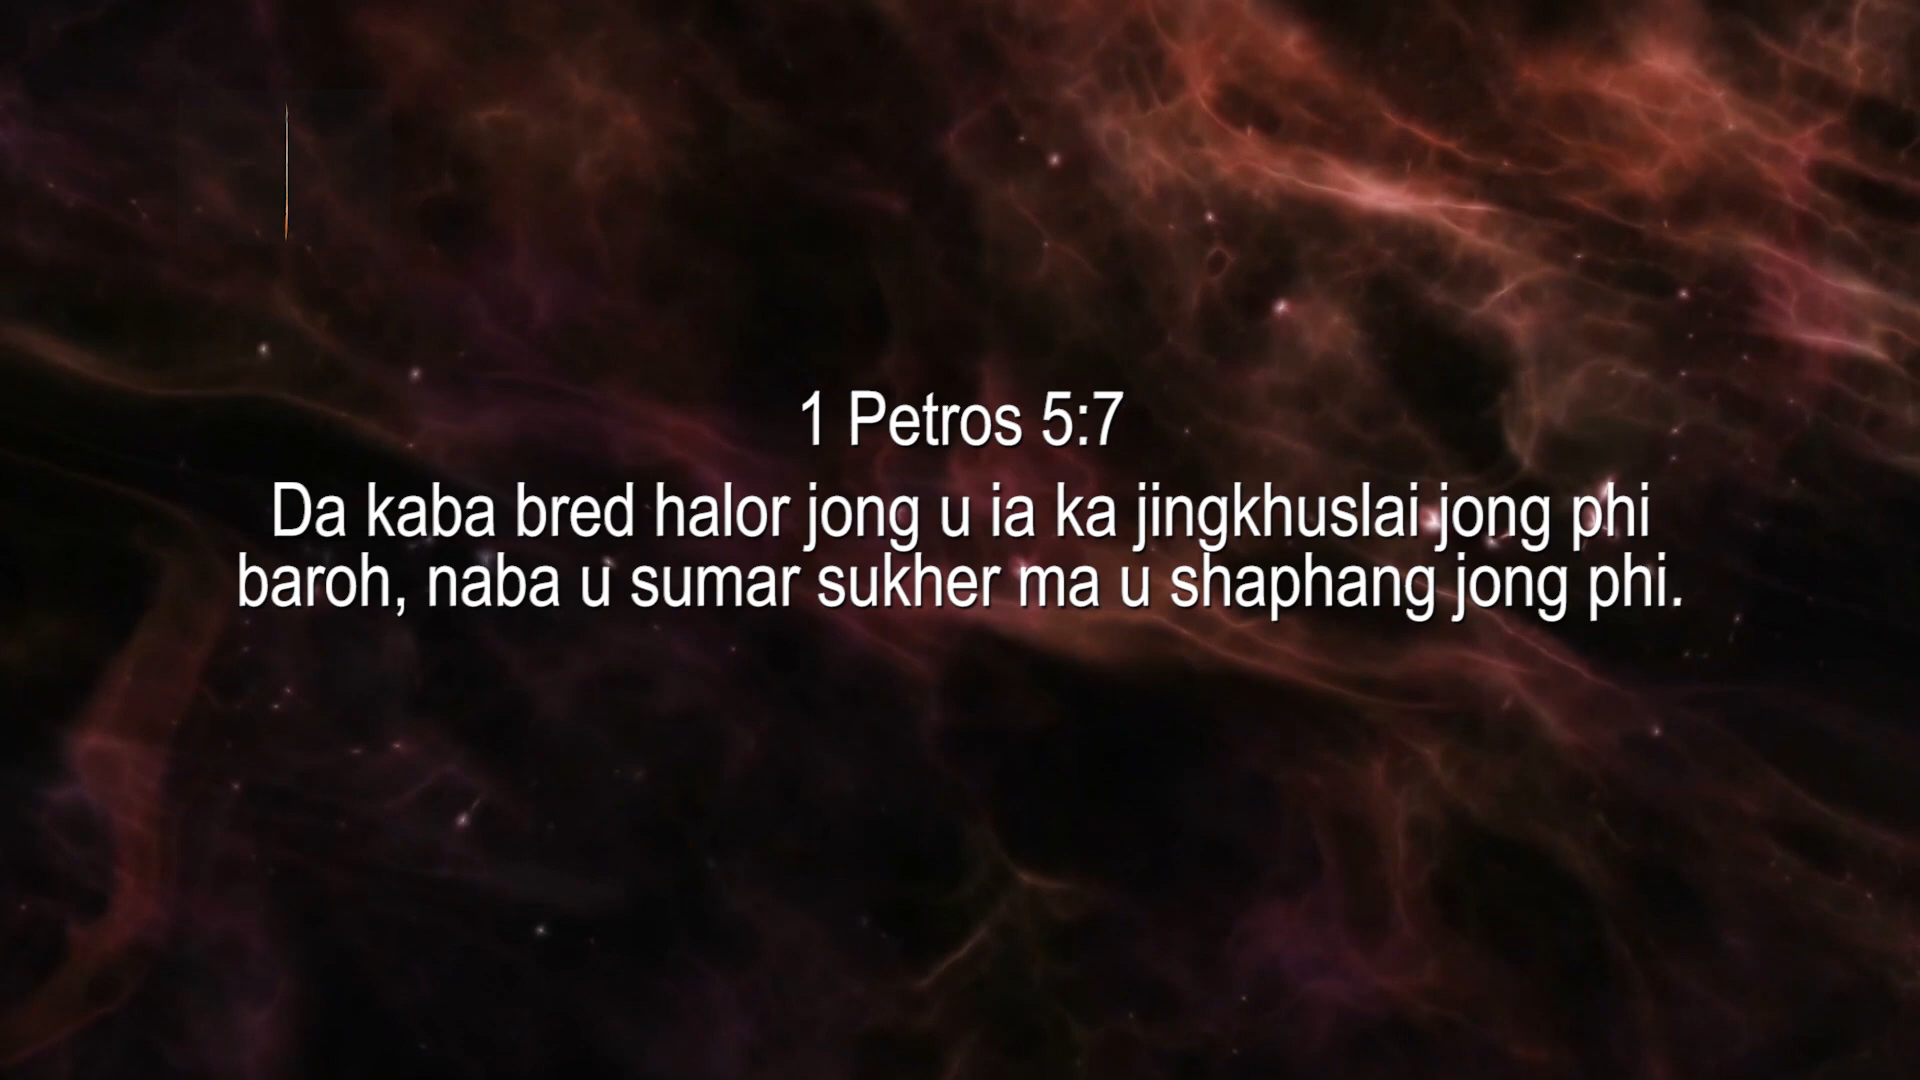 1 Petros 5:7
Da kaba bred halor jong u ia ka jingkhuslai jong phi
baroh, naba u sumar sukher ma u shaphang jong phi.